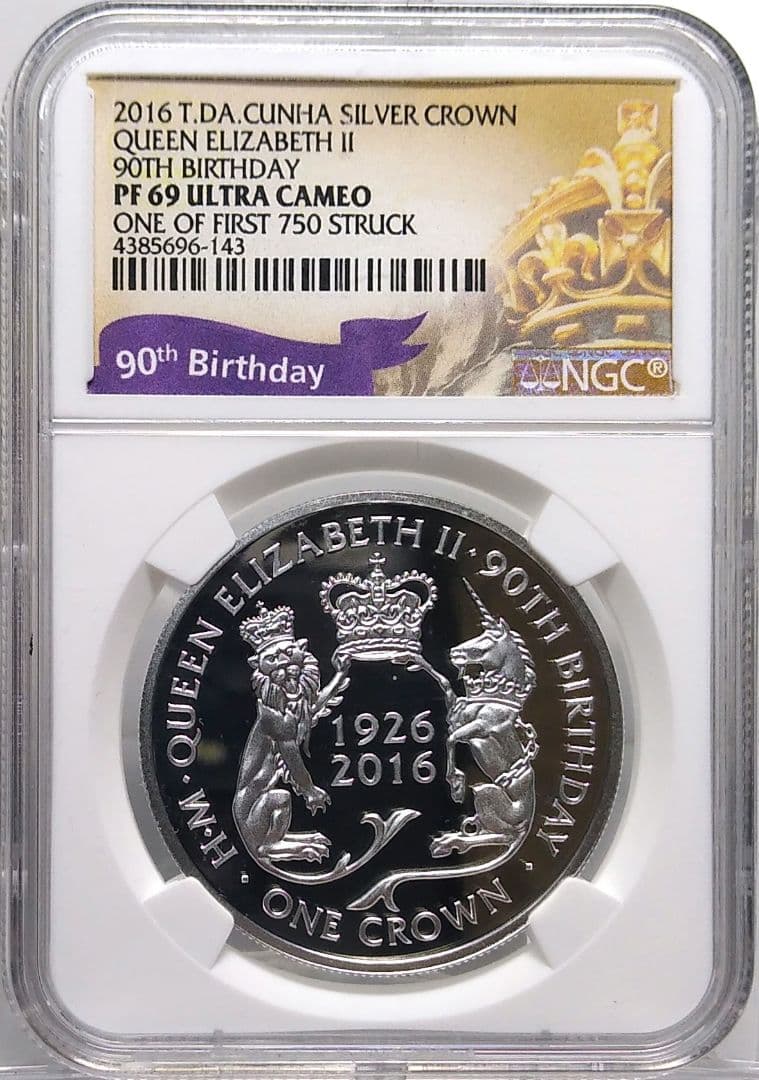 2016 T.DA.CUNHA SILVER CROWN
QUEEN ELIZABETH II
90TH BIRTHDAY
PF 69 ULTRA CAMEO
ONE OF FIRST 750 STRUCK
4385696-143
90th Birthday
NGC®
H·M·QUEEN ELIZABETH II·90TH BIRTHDAY·
1926
2016
ONE CROWN